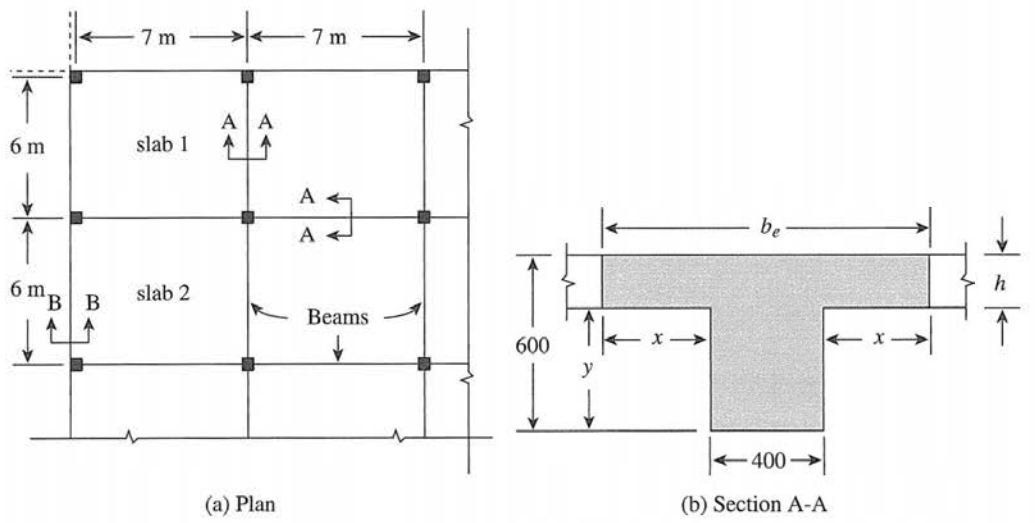 7 m
7 m
A A
6 m
slab 1
A
A
6 m
B B
slab 2
Beams
(a) Plan
b_e
h
600
x
x
y
400
(b) Section A-A